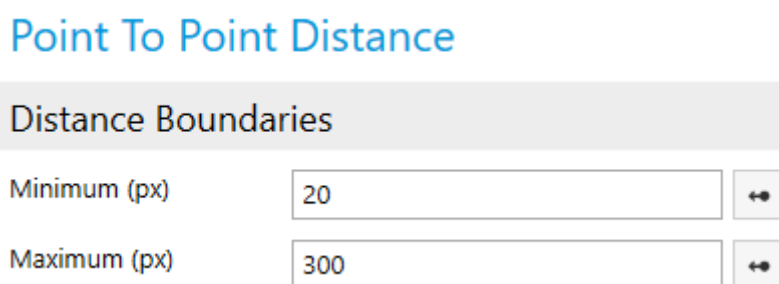 Point To Point Distance
Distance Boundaries
Minimum (px) 20
Maximum (px) 300